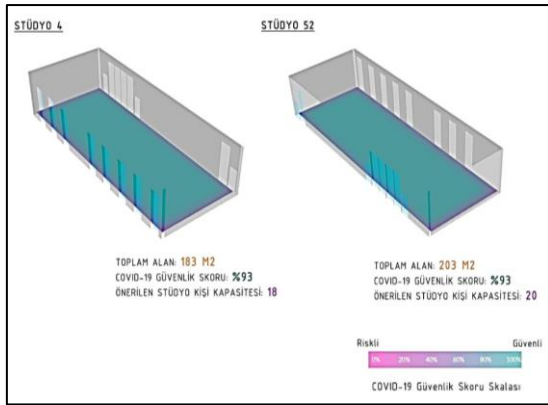 STÜDYO 4
STÜDYO 52
TOPLAM ALAN: 183 M2
COVID-19 GÜVENLİK SKORU: %93
ÖNERİLEN STÜDYO KİŞİ KAPASİTESİ: 18
TOPLAM ALAN: 203 M2
COVID-19 GÜVENLİK SKORU: %93
ÖNERİLEN STÜDYO KİŞİ KAPASİTESİ: 20
Riskli Güvenli
0% 20% 40% 60% 80% 100%
COVID-19 Güvenlik Skoru Skalası